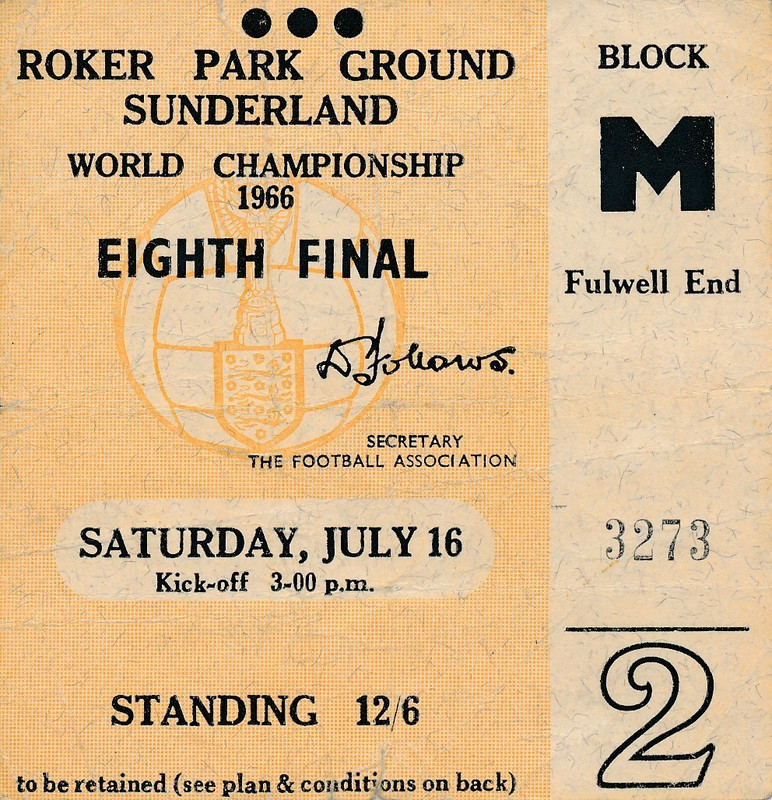 ROKER PARK GROUND
SUNDERLAND
WORLD CHAMPIONSHIP
1966
EIGHTH FINAL
D Follows.
SECRETARY
THE FOOTBALL ASSOCIATION
SATURDAY, JULY 16
Kick-off 3-00 p.m.
STANDING 12/6
to be retained (see plan & conditions on back)
BLOCK
M
Fulwell End
3273
2